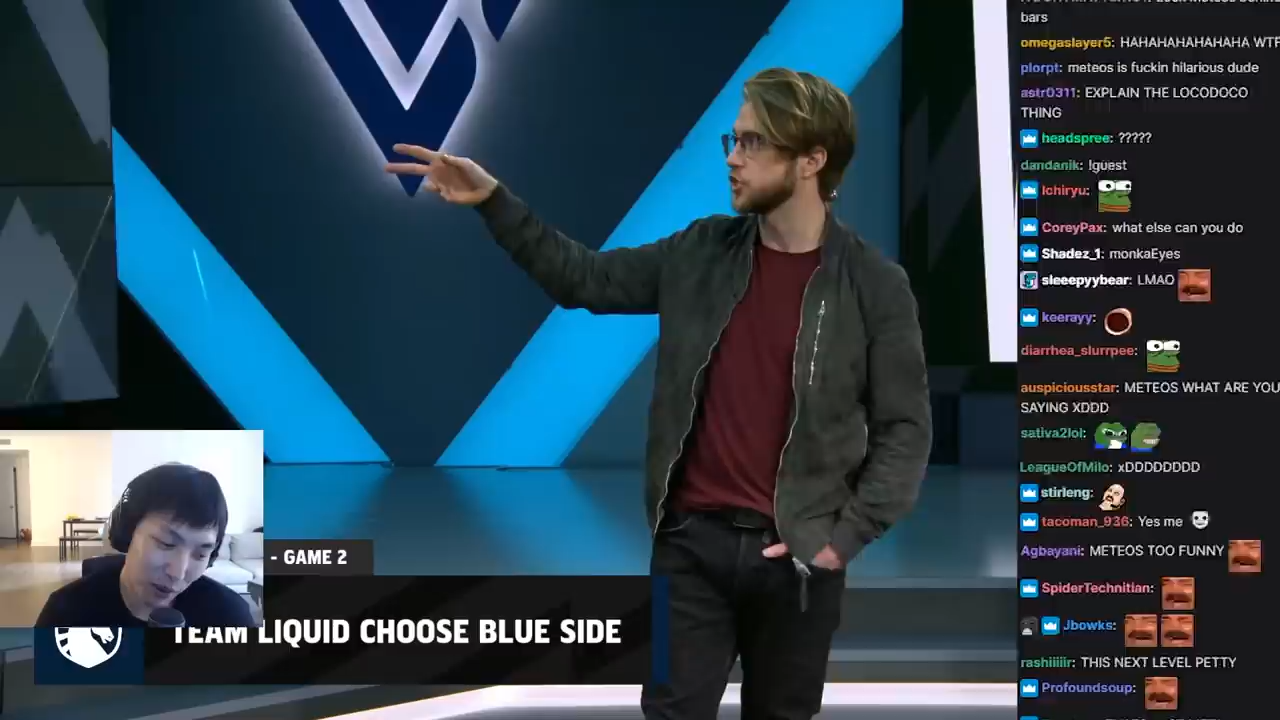 bars
omegaslayer5: HAHAHAHAHAHAHA WTF
plorpt: meteos is fuckin hilarious dude
astr0311: EXPLAIN THE LOCODOCO
THING
headspree: ?????
dandanik: !guest
Ichiryu:
CoreyPax: what else can you do
Shadez_1: monkaEyes
sleeepyybear: LMAO
keerayy:
diarrhea_slurrpee:
auspiciousstar: METEOS WHAT ARE YOU
SAYING XDDD
sativa2lol:
LeagueOfMilo: xDDDDDDDD
stirleng:
tacoman_936: Yes me
Agbayani: METEOS TOO FUNNY
SpiderTechnitian:
Jbowks:
rashiiiir: THIS NEXT LEVEL PETTY
Profoundsoup:
- GAME 2
TEAM LIQUID CHOOSE BLUE SIDE